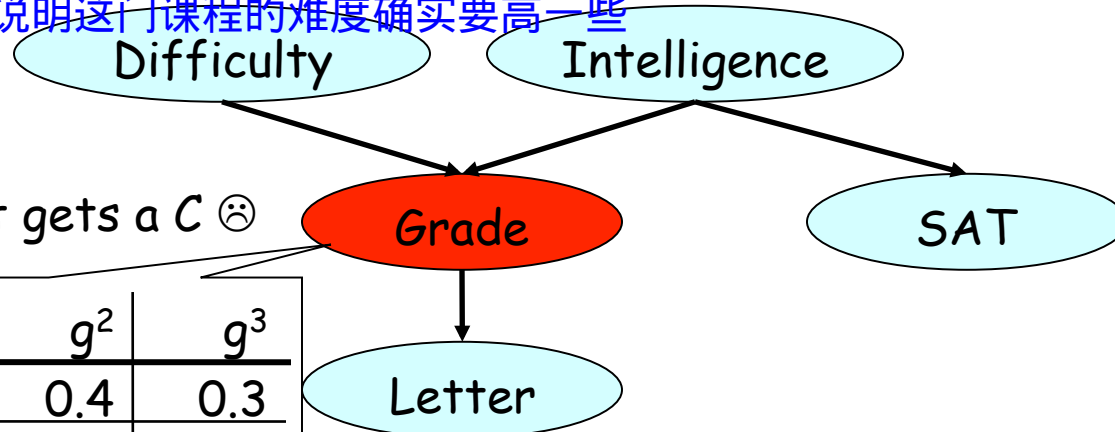 说明这门课程的难度确实要高一些
Difficulty
Intelligence
gets a C ☹
Grade
SAT
g² g³
0.4 0.3
Letter